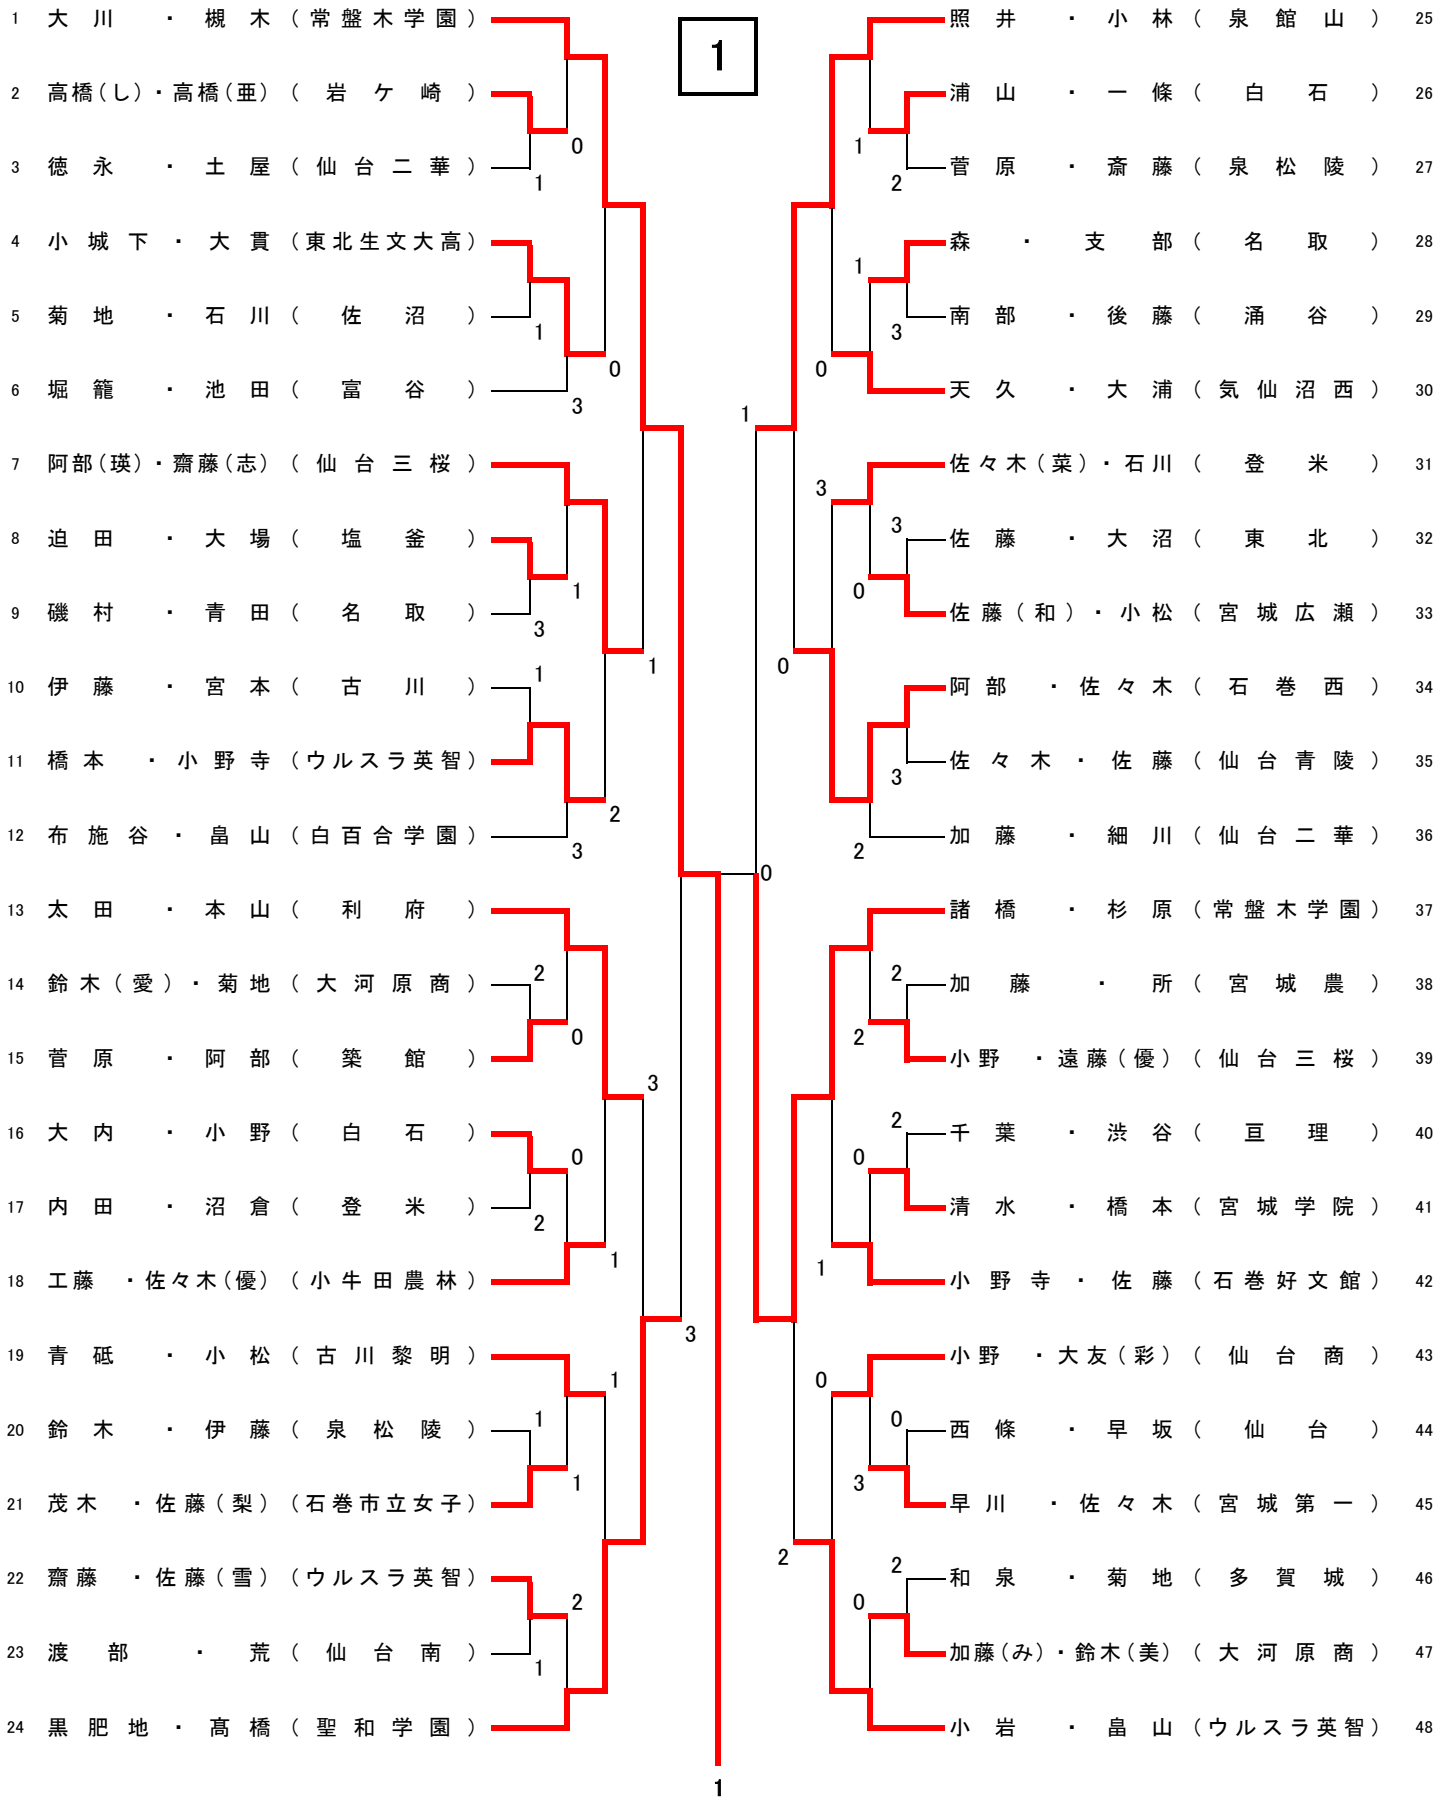 1
1 大川 ・ 槻木 (常盤木学園)
2 高橋(し)・高橋(亜) (岩ケ崎)
0
3 徳永 ・ 土屋 (仙台二華)
1
4 小城下 ・ 大貫 (東北生文大高)
5 菊地 ・ 石川 (佐沼)
1
0
6 堀籠 ・ 池田 (富谷)
3
7 阿部(瑛)・齋藤(志) (仙台三桜)
8 迫田 ・ 大場 (塩釜)
1
9 磯村 ・ 青田 (名取)
3
1
1
10 伊藤 ・ 宮本 (古川)
11 橋本 ・ 小野寺 (ウルスラ英智)
2
12 布施谷 ・ 畠山 (白百合学園)
3
13 太田 ・ 本山 (利府)
2
14 鈴木(愛)・菊地 (大河原商)
0
15 菅原 ・ 阿部 (築館)
3
16 大内 ・ 小野 (白石)
0
17 内田 ・ 沼倉 (登米)
2
1
18 工藤 ・佐々木(優) (小牛田農林)
3
19 青砥 ・ 小松 (古川黎明)
1
1
20 鈴木 ・ 伊藤 (泉松陵)
1
21 茂木 ・佐藤(梨) (石巻市立女子)
22 齋藤 ・佐藤(雪) (ウルスラ英智)
2
23 渡部 ・ 荒 (仙台南)
1
24 黒肥地 ・ 髙橋 (聖和学園)
照井 ・ 小林 (泉館山) 25
浦山 ・ 一條 (白石) 26
1
菅原 ・ 斎藤 (泉松陵) 27
2
森 ・ 支部 (名取) 28
1
南部 ・ 後藤 (涌谷) 29
3
0
天久 ・ 大浦 (気仙沼西) 30
1
佐々木(菜)・石川 (登米) 31
3
3
佐藤 ・ 大沼 (東北) 32
0
佐藤(和)・小松 (宮城広瀬) 33
0
阿部 ・ 佐々木 (石巻西) 34
佐々木 ・ 佐藤 (仙台青陵) 35
3
加藤 ・ 細川 (仙台二華) 36
2
0
諸橋 ・ 杉原 (常盤木学園) 37
2
加藤 ・ 所 (宮城農) 38
2
小野 ・遠藤(優) (仙台三桜) 39
2
千葉 ・ 渋谷 (亘理) 40
0
清水 ・ 橋本 (宮城学院) 41
1
小野寺 ・ 佐藤 (石巻好文館) 42
小野 ・大友(彩) (仙台商) 43
0
0
西條 ・ 早坂 (仙台) 44
3
早川 ・ 佐々木 (宮城第一) 45
2
2
和泉 ・ 菊地 (多賀城) 46
0
加藤(み)・鈴木(美) (大河原商) 47
小岩 ・ 畠山 (ウルスラ英智) 48
1